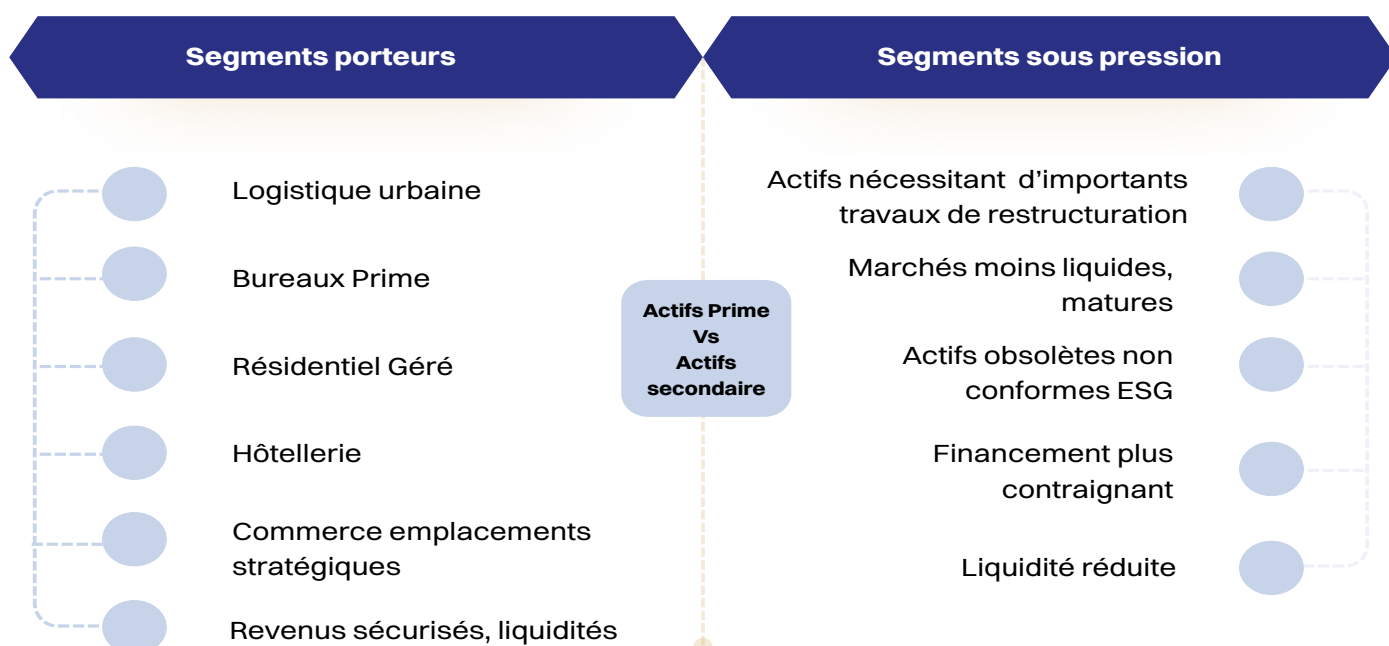 Segments porteurs
Segments sous pression
Logistique urbaine
Bureaux Prime
Résidentiel Géré
Hôtellerie
Commerce emplacements
stratégiques
Revenus sécurisés, liquidités
Actifs Prime
Vs
Actifs
secondaire
Actifs nécessitant d’importants
travaux de restructuration
Marchés moins liquides,
matures
Actifs obsolètes non
conformes ESG
Financement plus
contraignant
Liquidité réduite